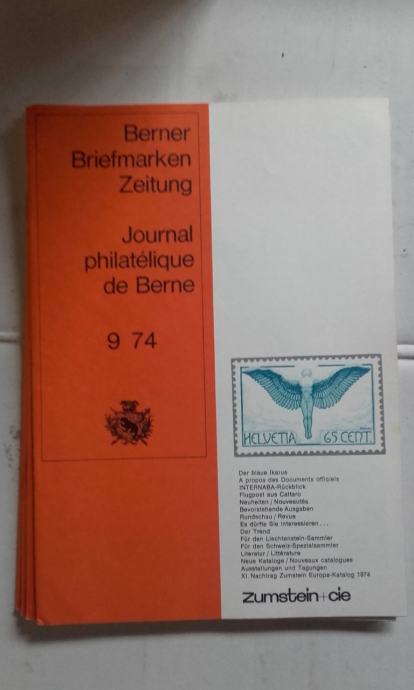 Berner
Briefmarken
Zeitung
Journal
philatélique
de Berne
9 74
HELVETIA 65 CENT.
Der blaue Ikarus
A propos des Documents officiels
INTERNABA-Rückblick
Flugpost aus Cattaro
Neuheiten / Nouveautés
Bevorstehende Ausgaben
Rundschau / Revue
Es dürfte Sie interessieren . . .
Der Trend
Für den Liechtenstein-Sammler
Für den Schweiz-Spezialsammler
Literatur / Littérature
Neue Kataloge / Nouveaux catalogues
Ausstellungen und Tagungen
XI. Nachtrag Zumstein Europa-Katalog 1974
zumstein+cie